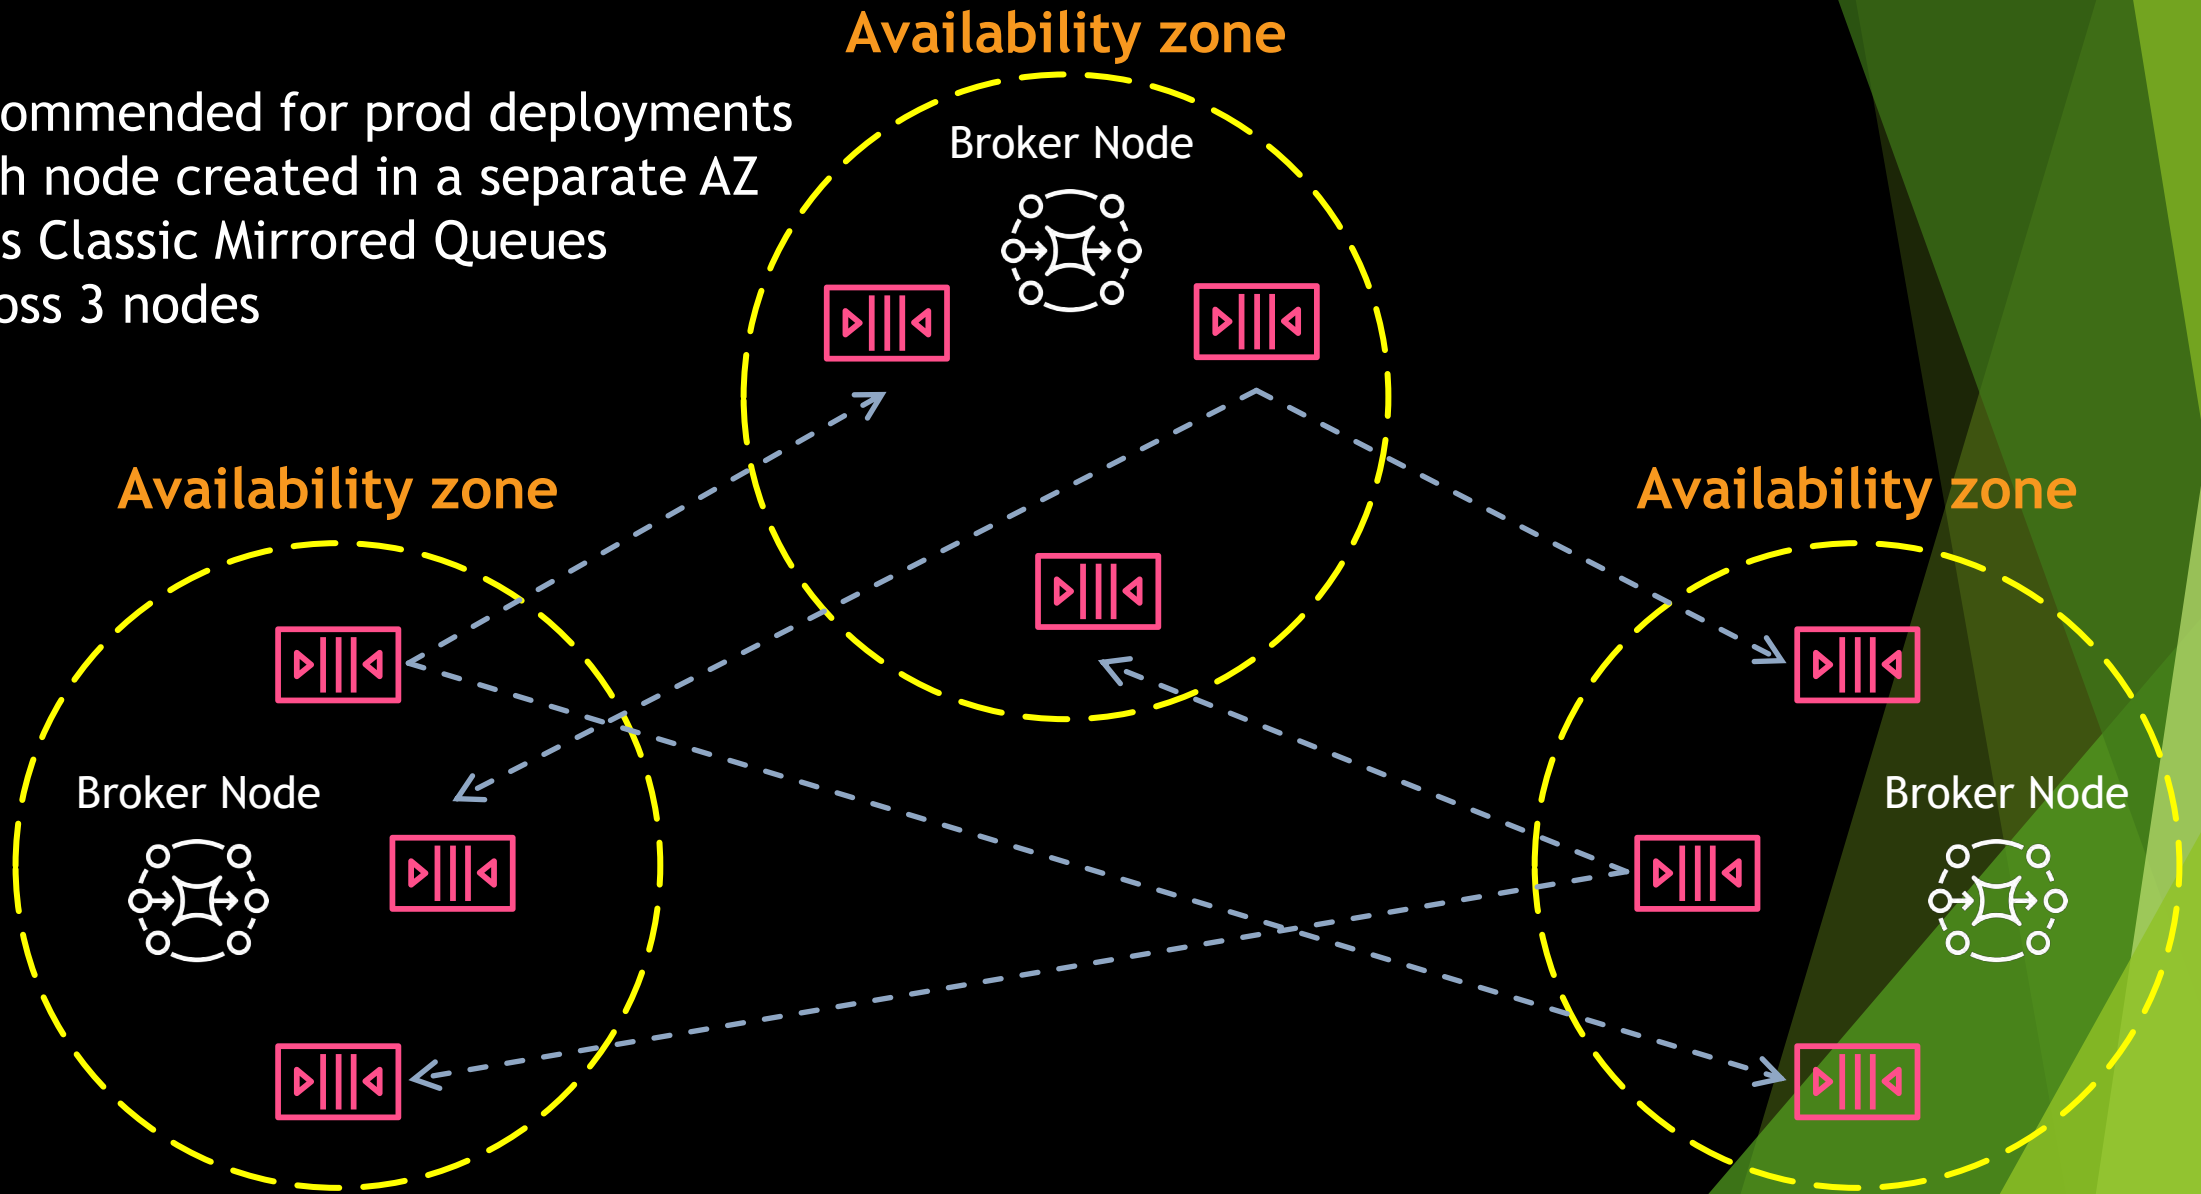 Availability zone
ommended for prod deployments
h node created in a separate AZ
s Classic Mirrored Queues
oss 3 nodes
Broker Node
Availability zone
Availability zone
Broker Node
Broker Node